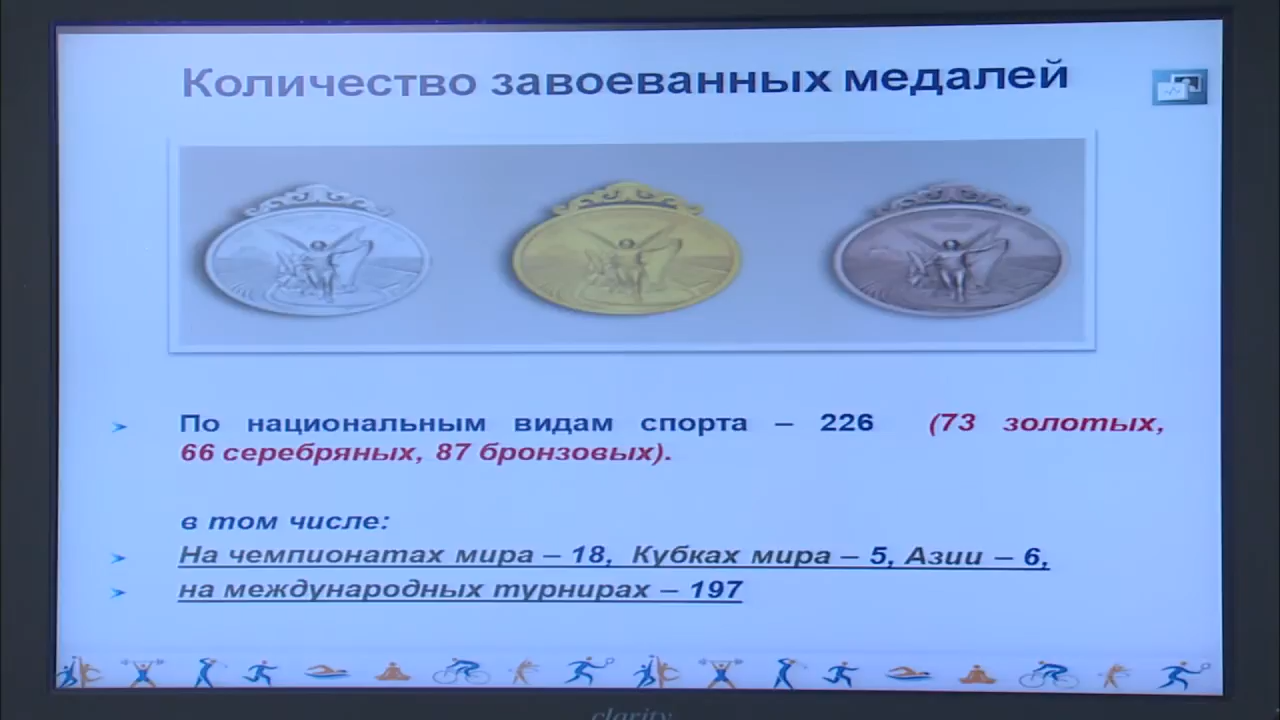 Количество завоеванных медалей
По национальным видам спорта – 226 (73 золотых,
66 серебряных, 87 бронзовых).
в том числе:
На чемпионатах мира – 18, Кубках мира – 5, Азии – 6,
на международных турнирах – 197
clarity